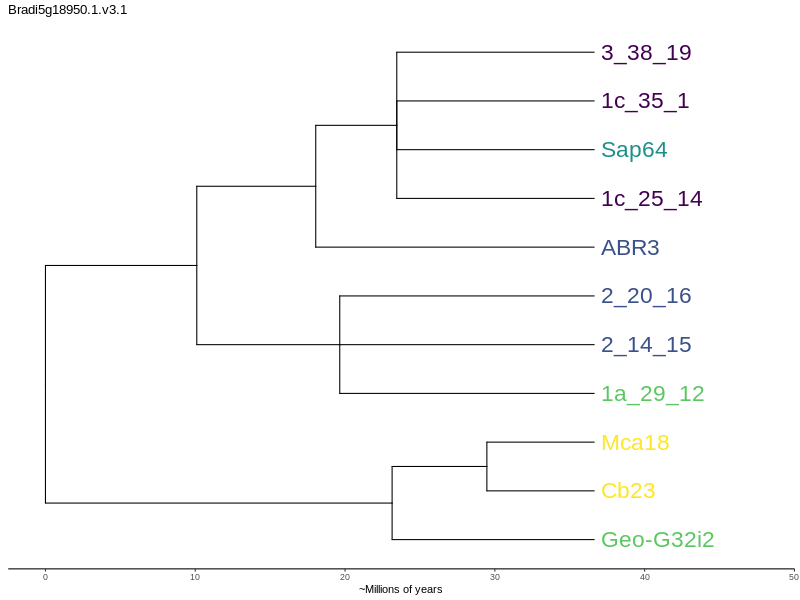 Bradi5g18950.1.v3.1
3_38_19
1c_35_1
Sap64
1c_25_14
ABR3
2_20_16
2_14_15
1a_29_12
Mca18
Cb23
Geo-G32i2
0 10 20 30 40 50
~Millions of years